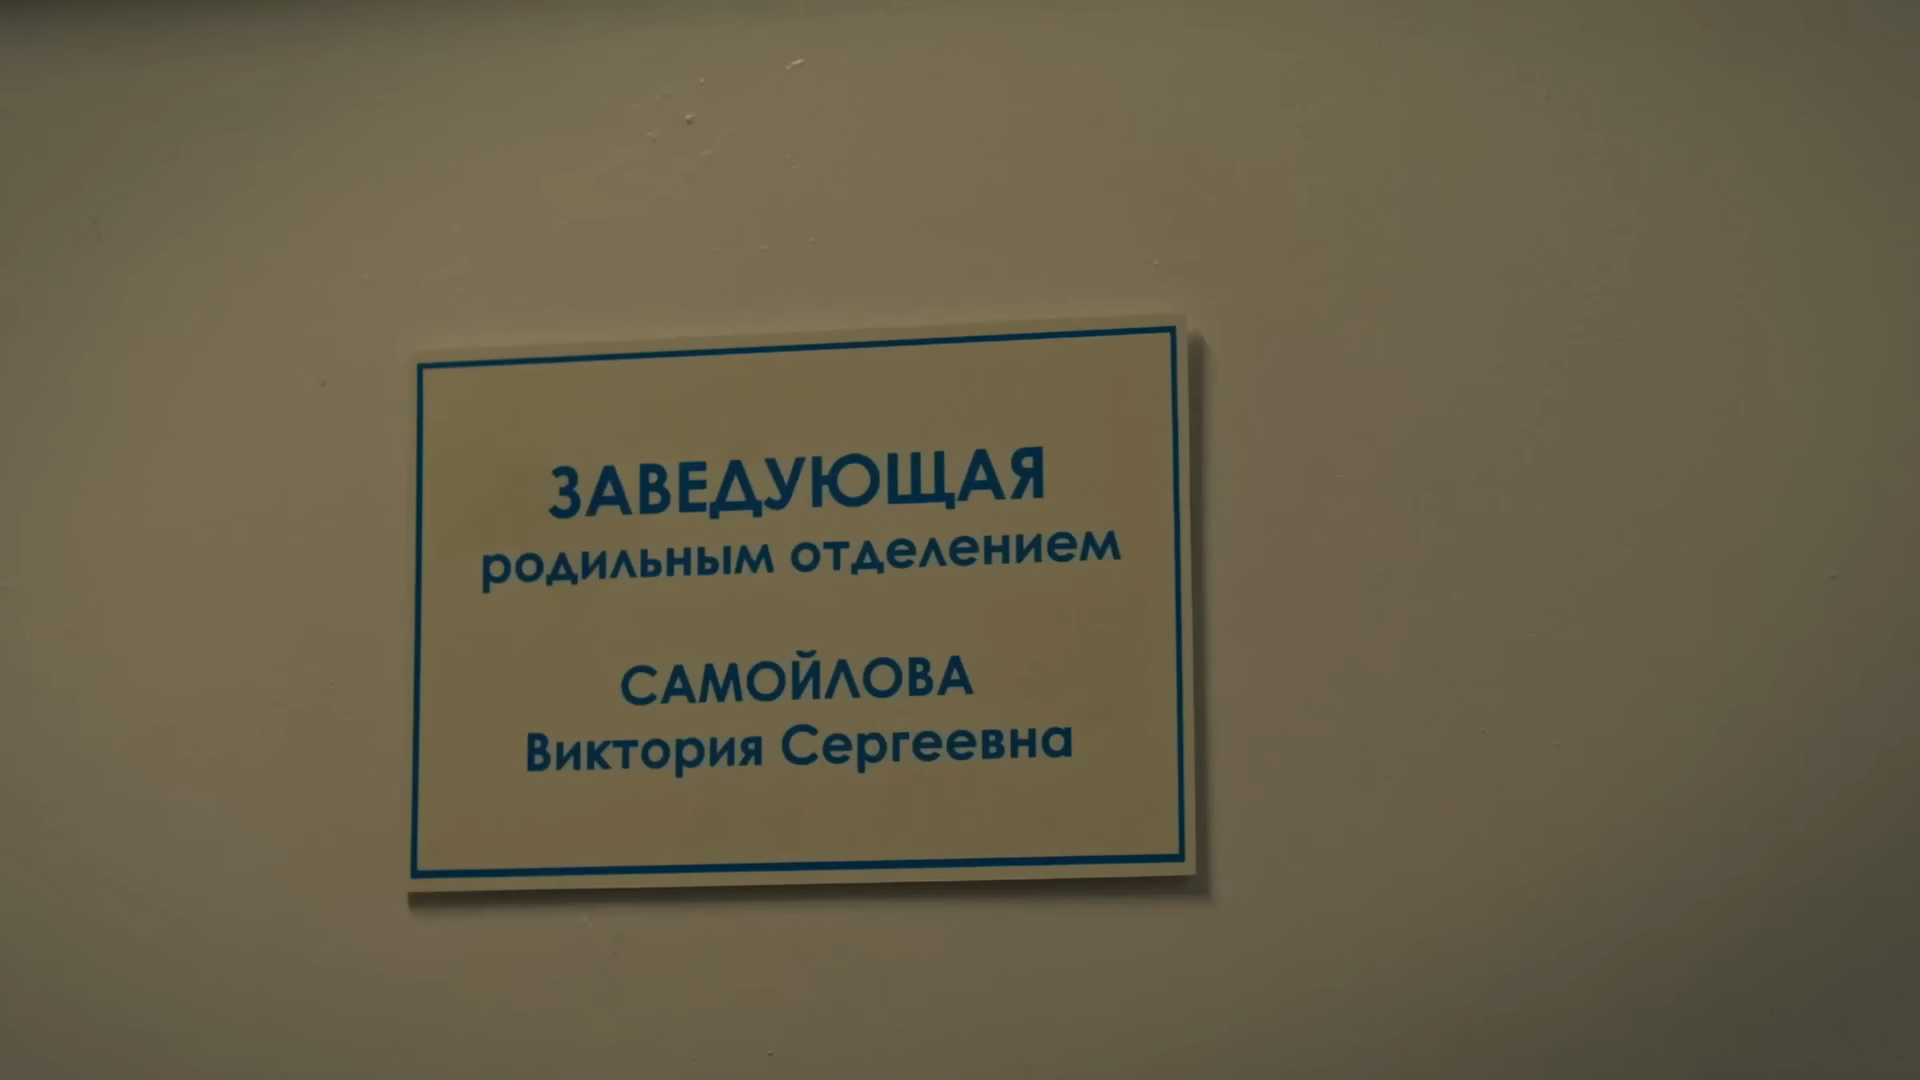 ЗАВЕДУЮЩАЯ
родильным отделением
САМОЙЛОВА
Виктория Сергеевна